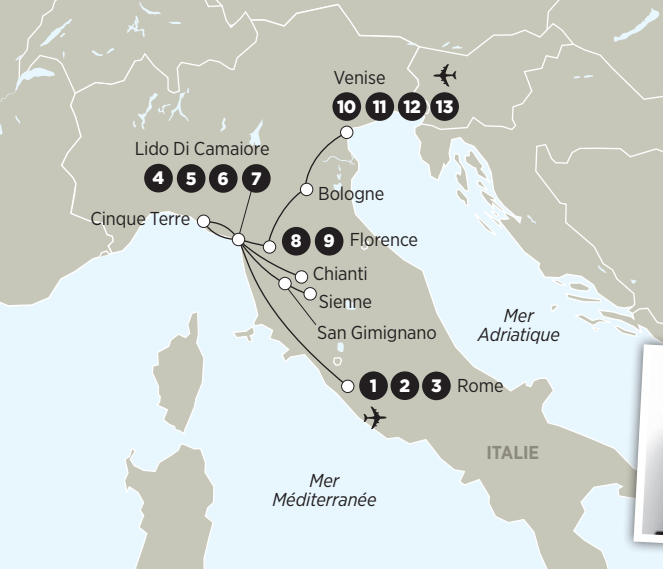 Venise
10 11 12 13
Lido Di Camaiore
4 5 6 7
Bologne
Cinque Terre
8 9 Florence
Chianti
Sienne
San Gimignano
Mer
Adriatique
1 2 3 Rome
ITALIE
Mer
Méditerranée